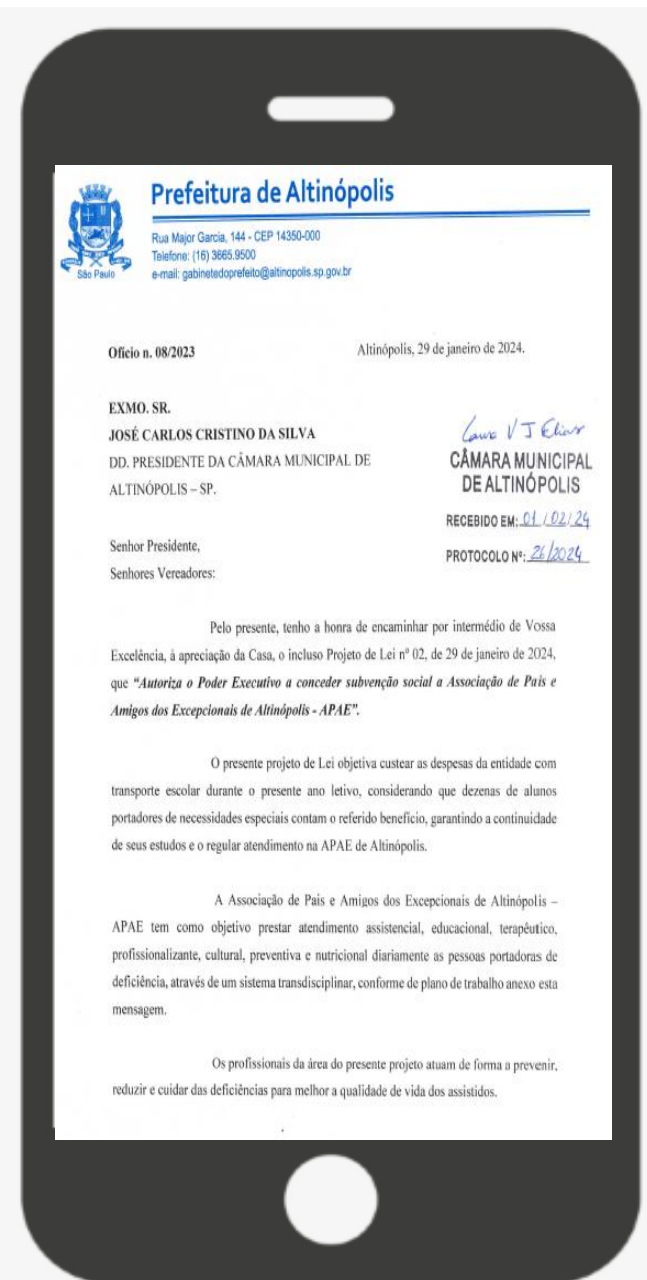 Prefeitura de Altinópolis
Rua Major Garcia, 144 - CEP 14350-000
Telefone: (16) 3665.9500
e-mail: gabinetedoprefeito@altinopolis.sp.gov.br
São Paulo
Ofício n. 08/2023
Altinópolis, 29 de janeiro de 2024.
EXMO. SR.
JOSÉ CARLOS CRISTINO DA SILVA
DD. PRESIDENTE DA CÂMARA MUNICIPAL DE
ALTINÓPOLIS – SP.
V J Elias
CÂMARA MUNICIPAL
DE ALTINÓPOLIS
RECEBIDO EM: 01/02/24
PROTOCOLO Nº: 26/2024
Senhor Presidente,
Senhores Vereadores:
Pelo presente, tenho a honra de encaminhar por intermédio de Vossa
Excelência, à apreciação da Casa, o incluso Projeto de Lei nº 02, de 29 de janeiro de 2024,
que “Autoriza o Poder Executivo a conceder subvenção social a Associação de Pais e
Amigos dos Excepcionais de Altinópolis - APAE”.
O presente projeto de Lei objetiva custear as despesas da entidade com
transporte escolar durante o presente ano letivo, considerando que dezenas de alunos
portadores de necessidades especiais contam o referido benefício, garantindo a continuidade
de seus estudos e o regular atendimento na APAE de Altinópolis.
A Associação de Pais e Amigos dos Excepcionais de Altinópolis –
APAE tem como objetivo prestar atendimento assistencial, educacional, terapêutico,
profissionalizante, cultural, preventiva e nutricional diariamente as pessoas portadoras de
deficiência, através de um sistema transdisciplinar, conforme de plano de trabalho anexo esta
mensagem.
Os profissionais da área do presente projeto atuam de forma a prevenir,
reduzir e cuidar das deficiências para melhor a qualidade de vida dos assistidos.